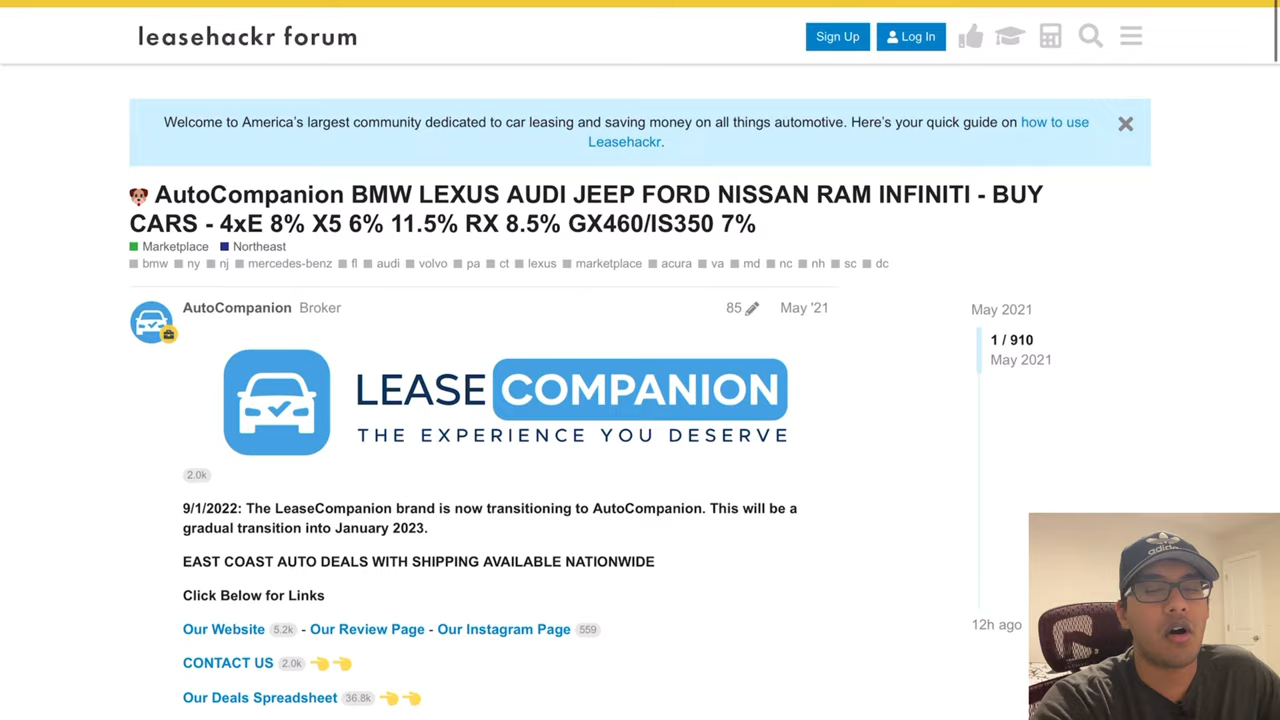 leasehackr forum
Sign Up
Log In
Welcome to America's largest community dedicated to car leasing and saving money on all things automotive. Here's your quick guide on how to use
Leasehackr.
AutoCompanion BMW LEXUS AUDI JEEP FORD NISSAN RAM INFINITI - BUY
CARS - 4xE 8% X5 6% 11.5% RX 8.5% GX460/IS350 7%
Marketplace Northeast
bmw ny nj mercedes-benz fl audi volvo pa ct lexus marketplace acura va md nc nh sc dc
AutoCompanion Broker 85 May '21
LEASE COMPANION
THE EXPERIENCE YOU DESERVE
2.0k
9/1/2022: The LeaseCompanion brand is now transitioning to AutoCompanion. This will be a
gradual transition into January 2023.
EAST COAST AUTO DEALS WITH SHIPPING AVAILABLE NATIONWIDE
Click Below for Links
Our Website 5.2k - Our Review Page - Our Instagram Page 559
CONTACT US 2.0k
Our Deals Spreadsheet 36.8k
May 2021
1 / 910
May 2021
12h ago
adidas